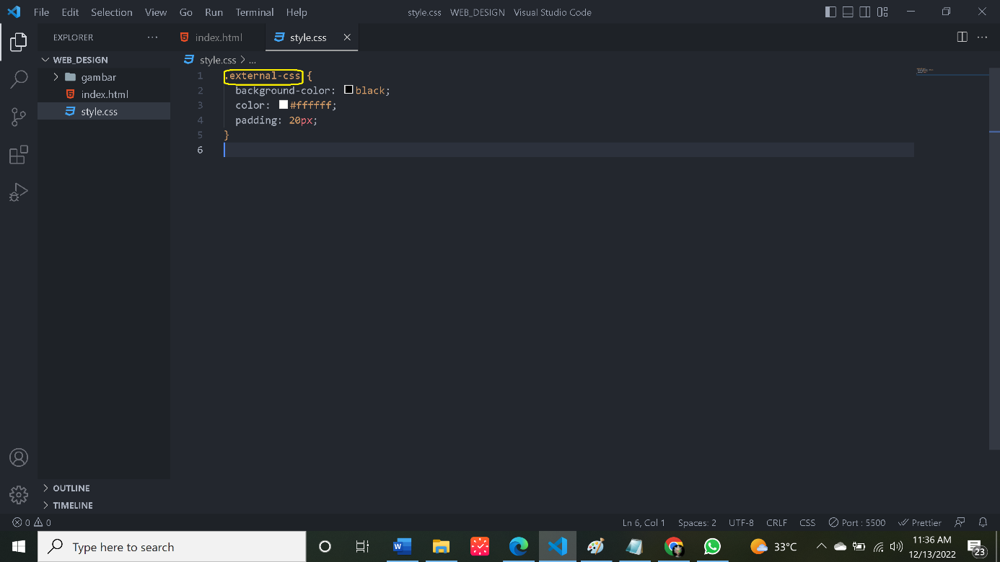 File Edit Selection View Go Run Terminal Help
style.css WEB_DESIGN Visual Studio Code
EXPLORER
index.html
style.css
WEB_DESIGN
gambar
index.html
style.css
style.css > ...
1 .external-css {
2 background-color: black;
3 color: #ffffff;
4 padding: 20px;
5 }
6
OUTLINE
TIMELINE
0 0
Ln 6, Col 1 Spaces: 2 UTF-8 CRLF CSS Port : 5500 Prettier
Type here to search
33°C
11:36 AM
12/13/2022
23